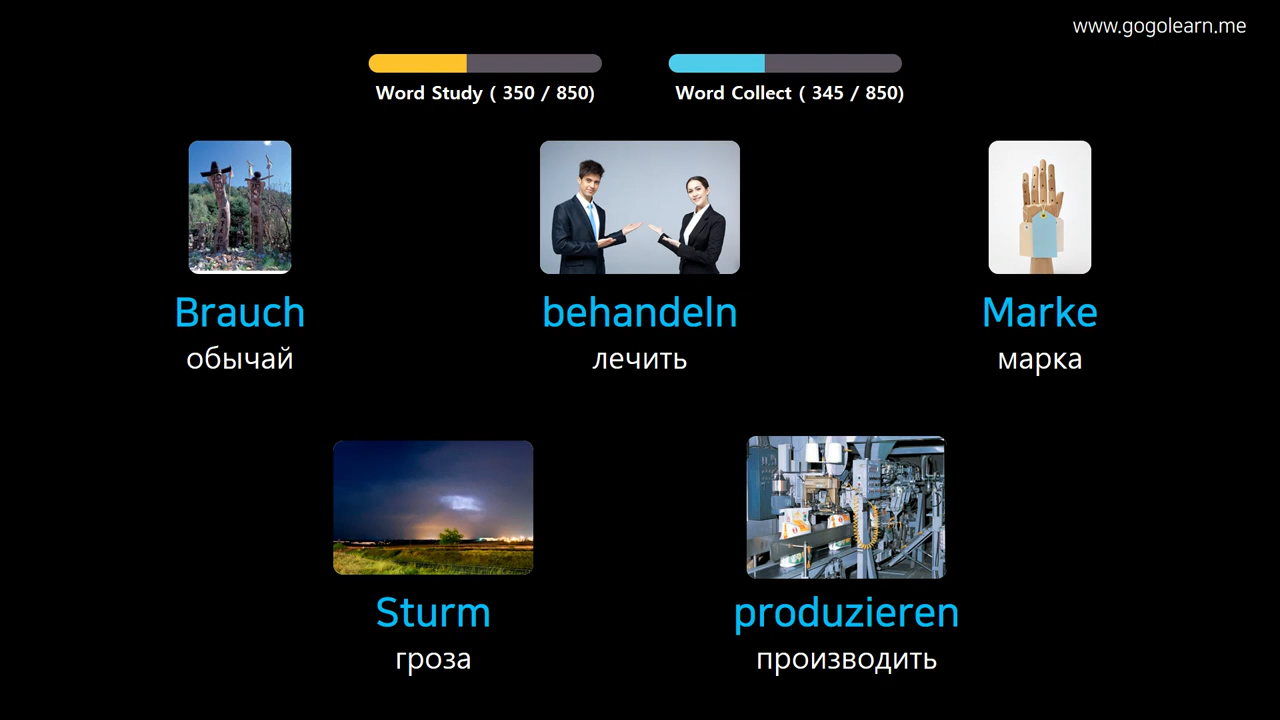 www.gogolearn.me
Word Study ( 350 / 850)
Word Collect ( 345 / 850)
Brauch
обычай
behandeln
лечить
Marke
марка
Sturm
гроза
produzieren
производить